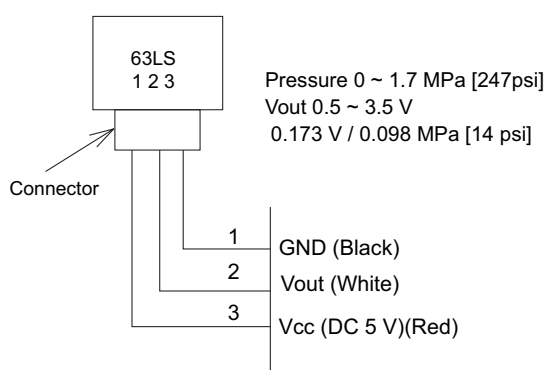 63LS
1 2 3
Pressure 0 ~ 1.7 MPa [247psi]
Vout 0.5 ~ 3.5 V
0.173 V / 0.098 MPa [14 psi]
Connector
1
GND (Black)
2
Vout (White)
3
Vcc (DC 5 V)(Red)